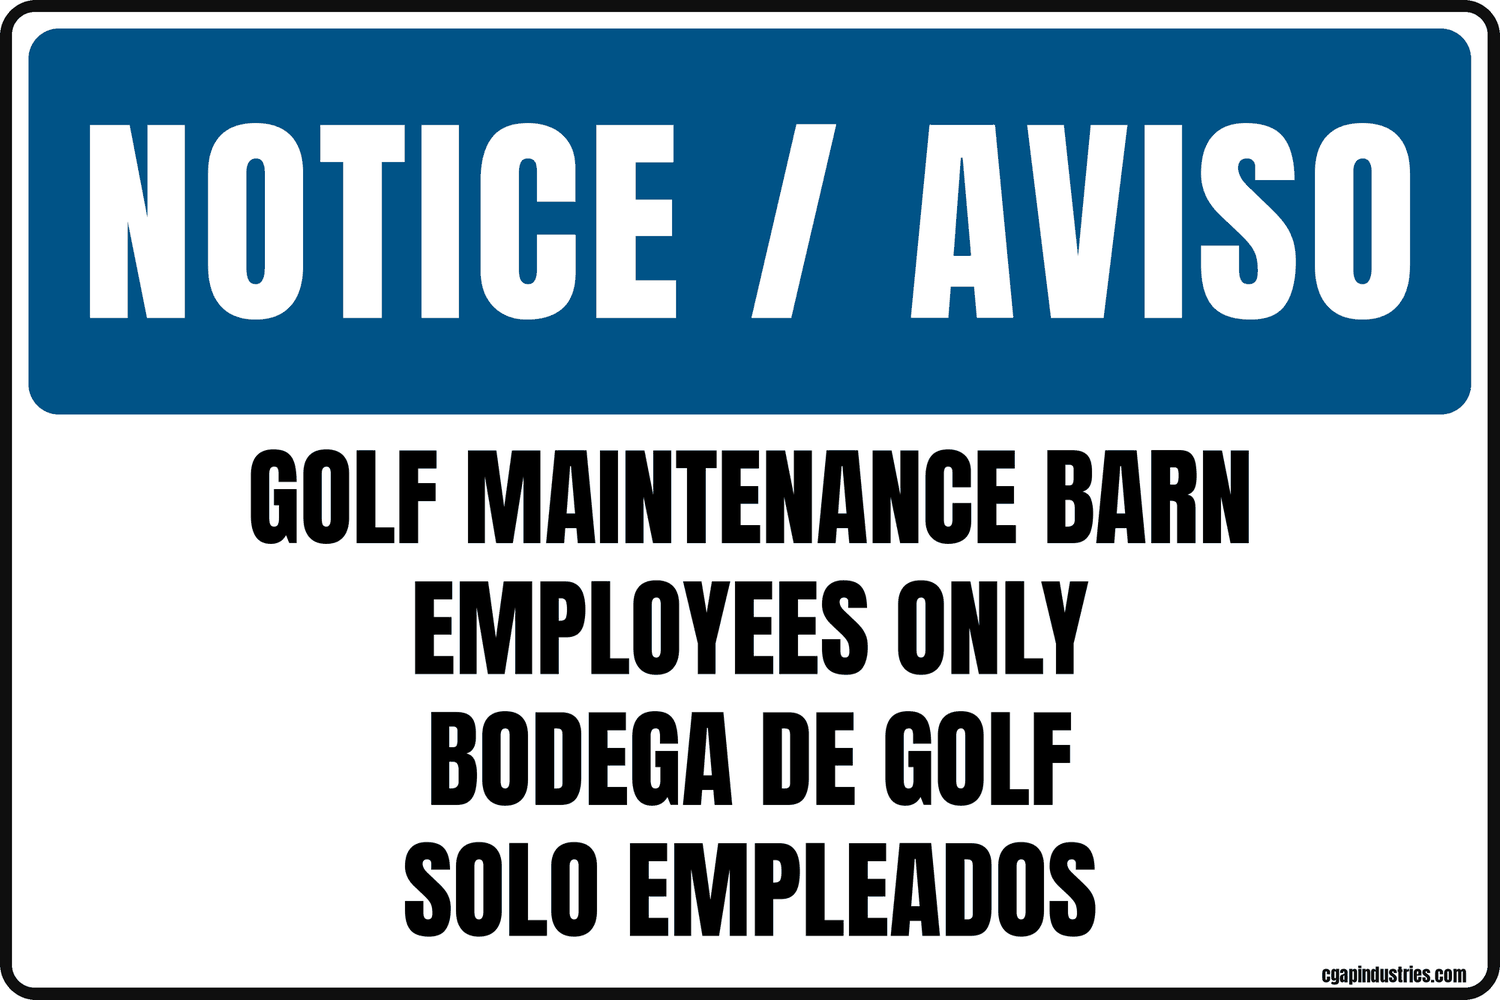 NOTICE / AVISO
GOLF MAINTENANCE BARN
EMPLOYEES ONLY
BODEGA DE GOLF
SOLO EMPLEADOS
cgapindustries.com